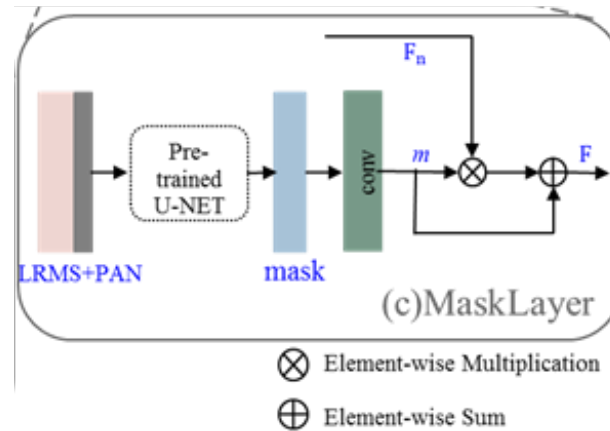 Fn
Pre-
trained
U-NET
conv
m
F
LRMS+PAN
mask
(c)MaskLayer
Element-wise Multiplication
Element-wise Sum